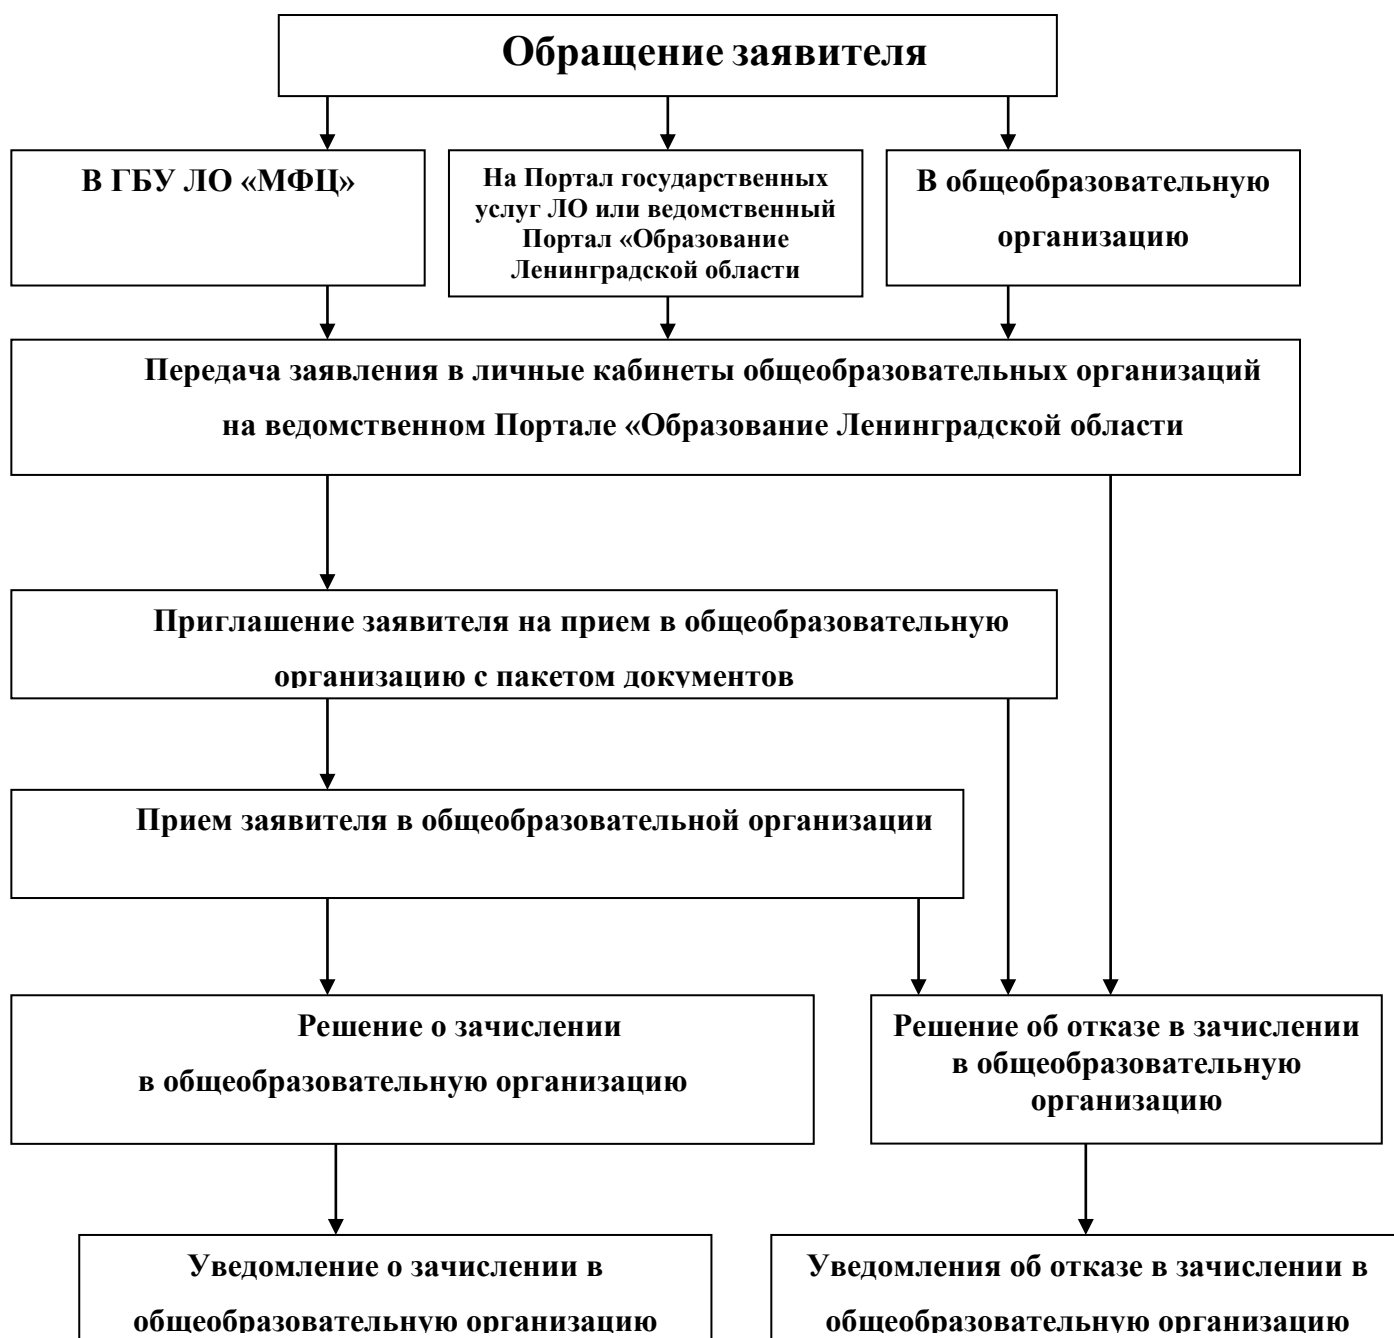 Обращение заявителя
В ГБУ ЛО «МФЦ»
На Портал государственных
услуг ЛО или ведомственный
Портал «Образование
Ленинградской области
В общеобразовательную
организацию
Передача заявления в личные кабинеты общеобразовательных организаций
на ведомственном Портале «Образование Ленинградской области
Приглашение заявителя на прием в общеобразовательную
организацию с пакетом документов
Прием заявителя в общеобразовательной организации
Решение о зачислении
в общеобразовательную организацию
Решение об отказе в зачислении
в общеобразовательную
организацию
Уведомление о зачислении в
общеобразовательную организацию
Уведомления об отказе в зачислении в
общеобразовательную организацию